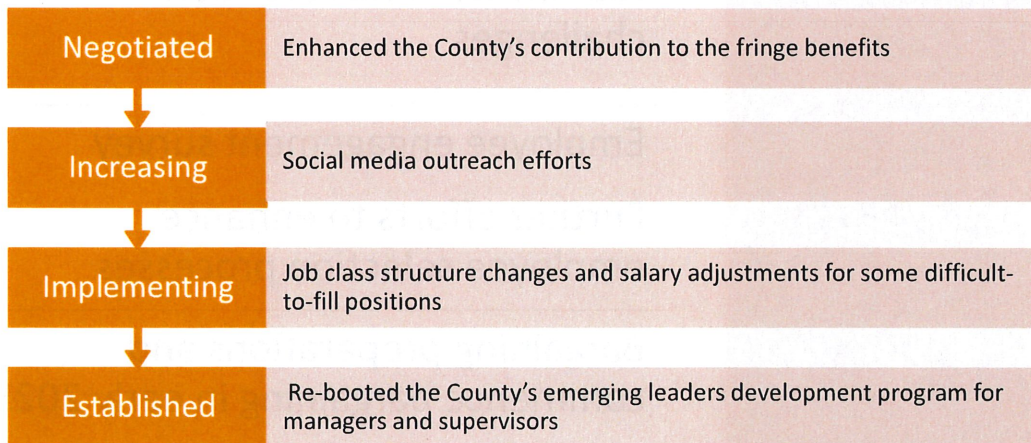 Negotiated
Enhanced the County's contribution to the fringe benefits
Increasing
Social media outreach efforts
Implementing
Job class structure changes and salary adjustments for some difficult-
to-fill positions
Established
Re-booted the County's emerging leaders development program for
managers and supervisors